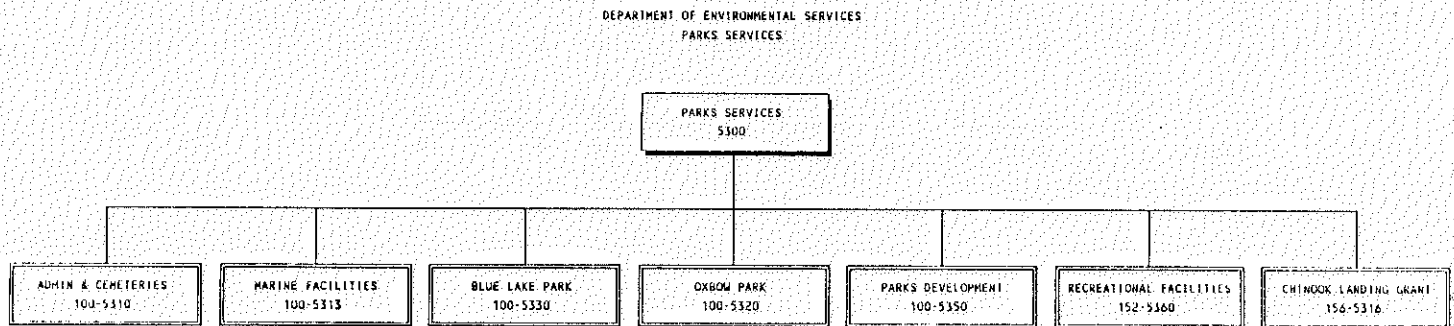 DEPARTMENT OF ENVIRONMENTAL SERVICES
PARKS SERVICES
PARKS SERVICES
5300
ADMIN & CEMETERIES
100-5310
MARINE FACILITIES
100-5313
BLUE LAKE PARK
100-5330
OXBOW PARK
100-5320
PARKS DEVELOPMENT
100-5350
RECREATIONAL FACILITIES
152-5360
CHINOOK LANDING GRANT
156-5316